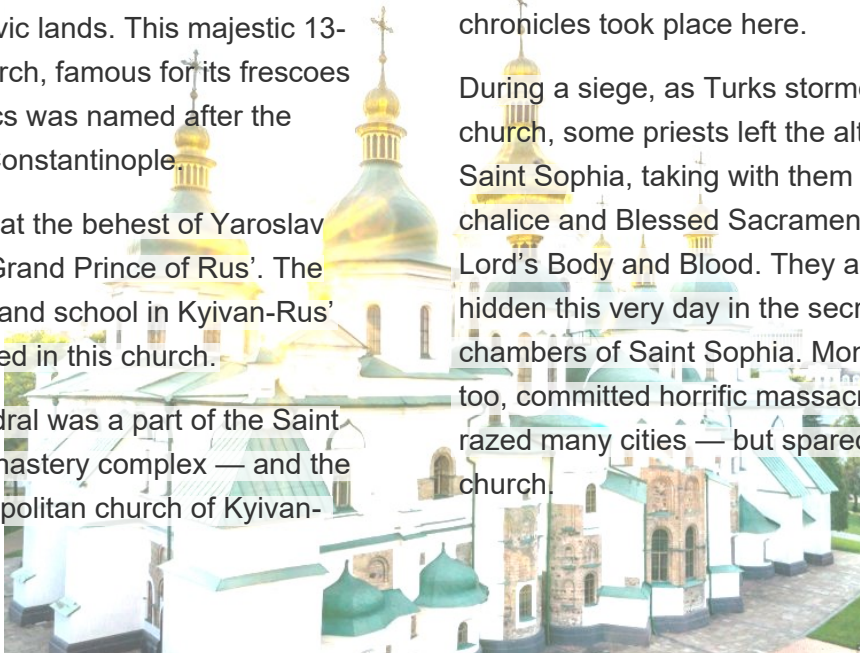 vic lands. This majestic 13-
rch, famous for its frescoes
cs was named after the
Constantinople.
at the behest of Yaroslav
Grand Prince of Rus’. The
and school in Kyivan-Rus’
ed in this church.
dral was a part of the Saint
nastery complex — and the
politan church of Kyivan-
chronicles took place here.
During a siege, as Turks storme
church, some priests left the alt
Saint Sophia, taking with them
chalice and Blessed Sacramen
Lord’s Body and Blood. They a
hidden this very day in the secr
chambers of Saint Sophia. Mon
too, committed horrific massacr
razed many cities — but spared
church.